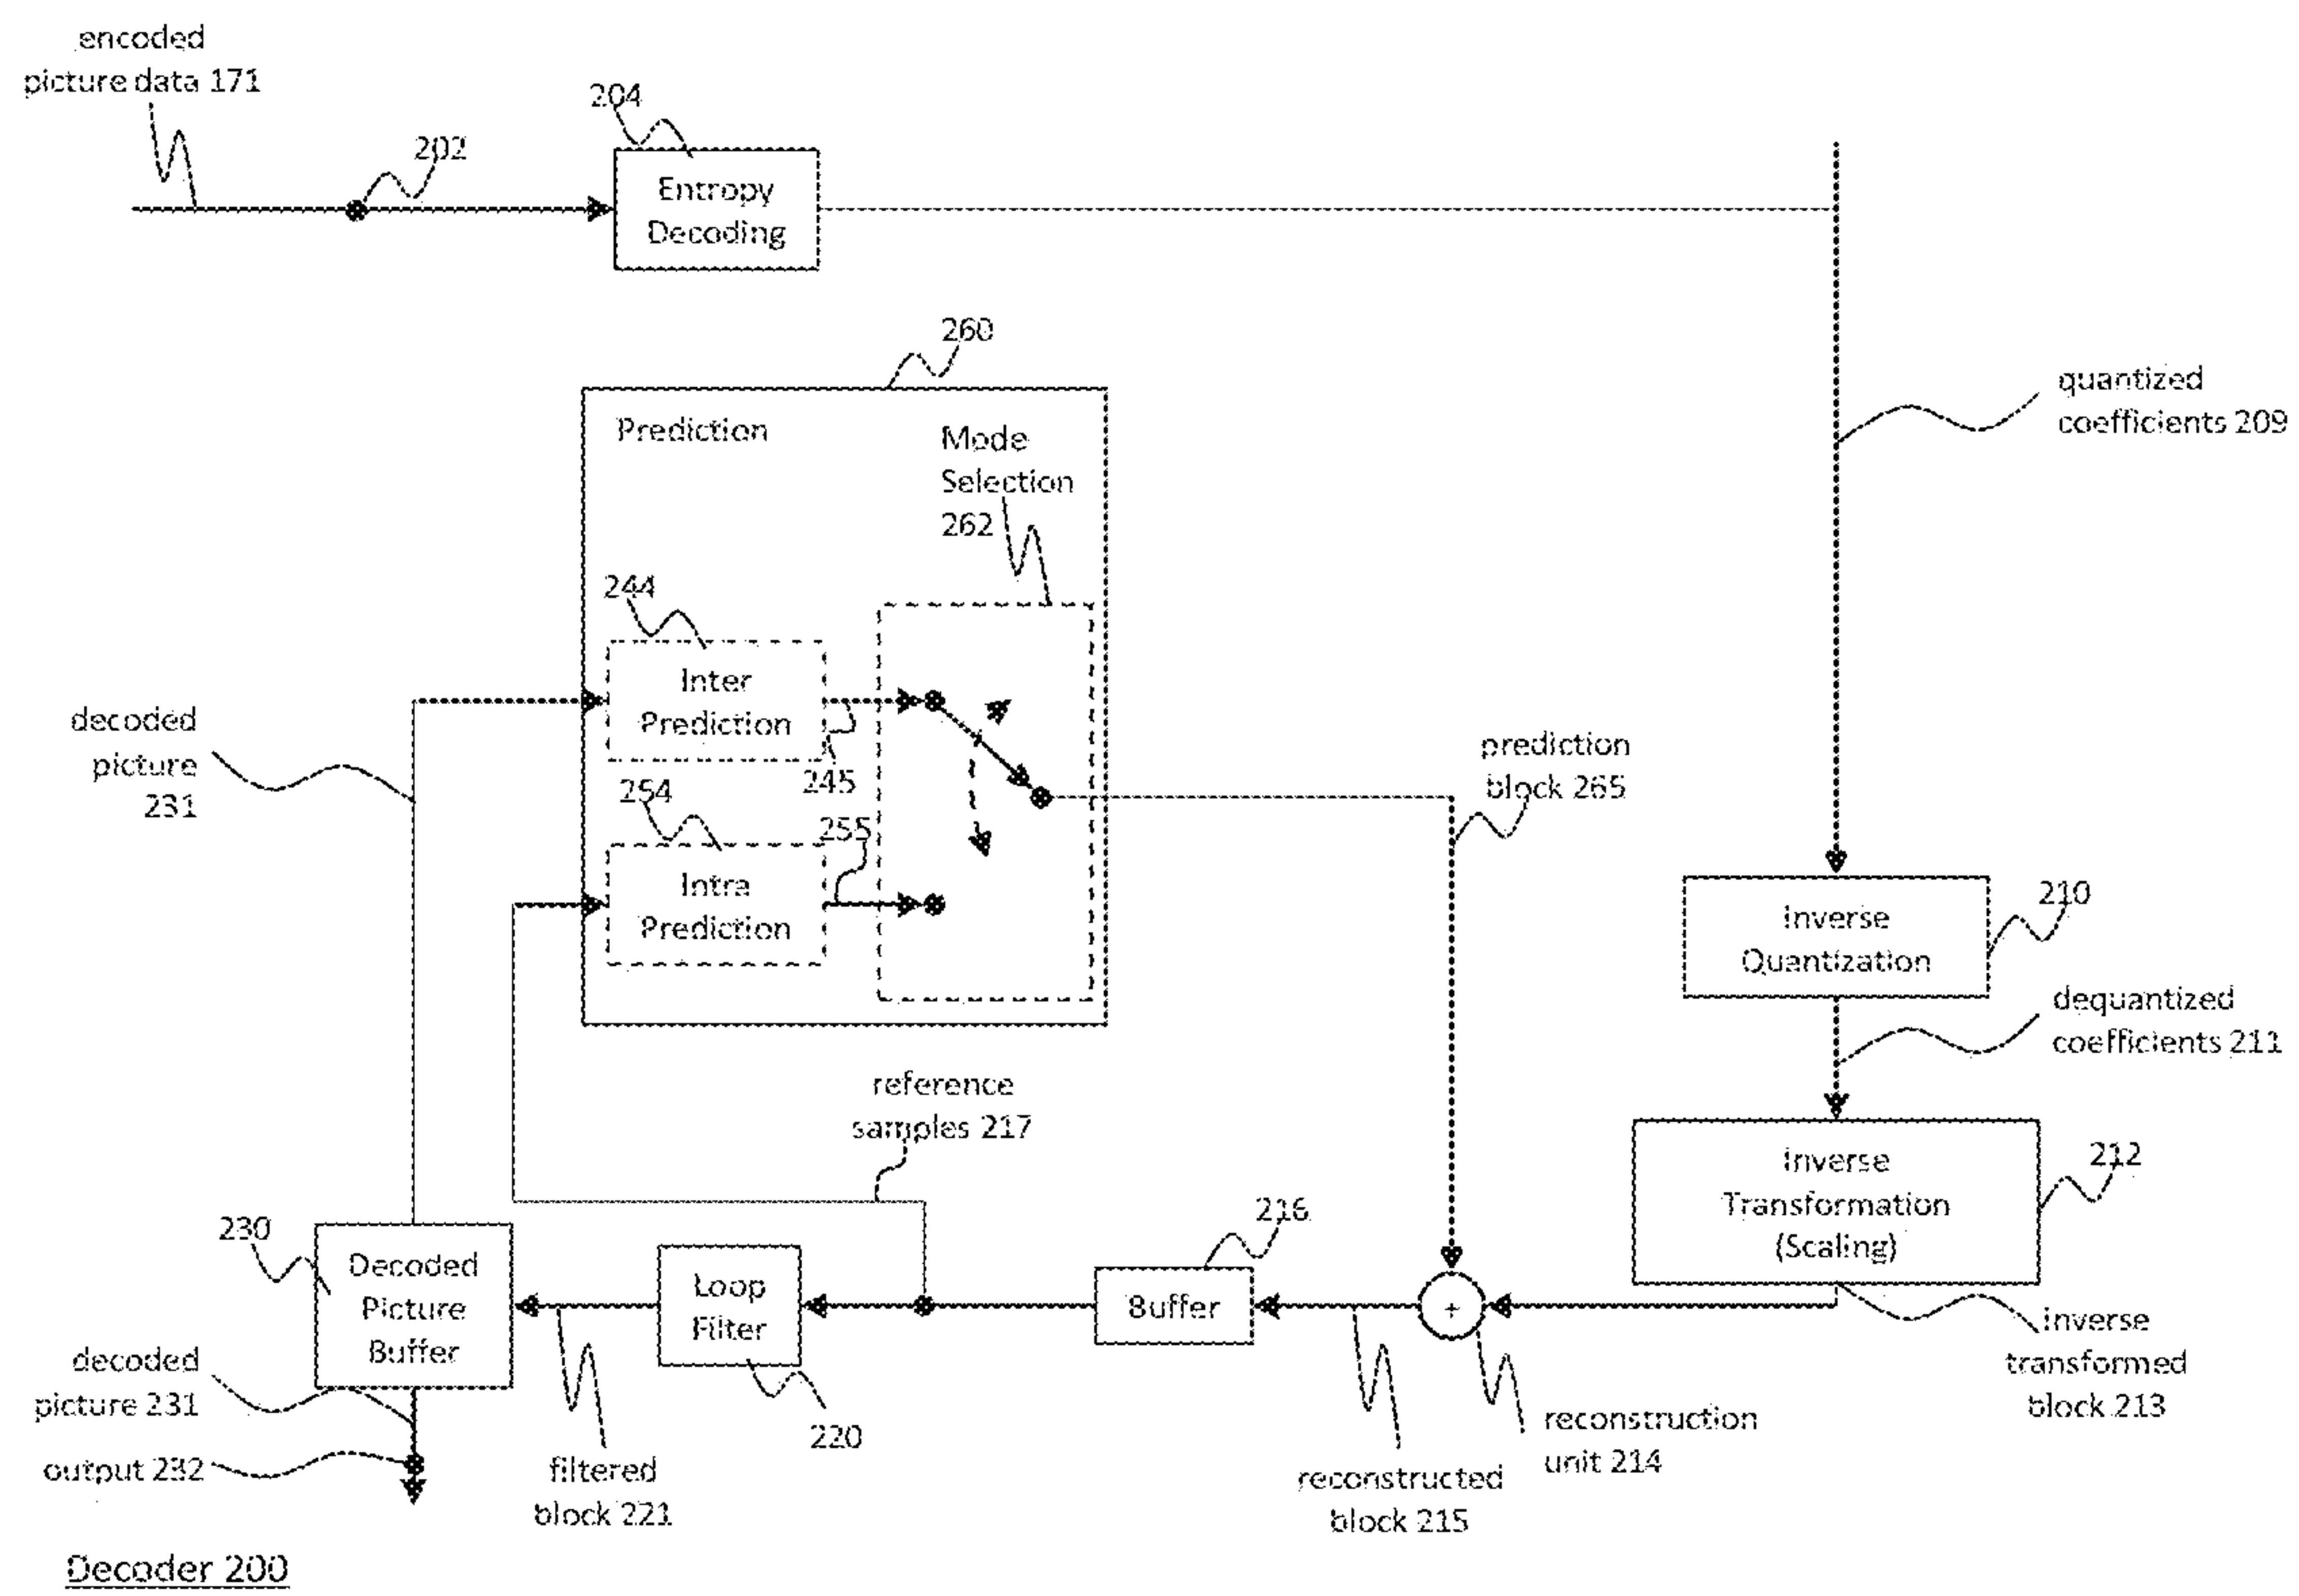 encoded
picture data 171
202
204
Entropy
Decoding
quantized
coefficients 209
260
Prediction
Mode
Selection
262
244
Inter
Prediction
245
254
Intra
Prediction
255
decoded
picture
231
prediction
block 265
210
Inverse
Quantization
dequantized
coefficients 211
212
Inverse
Transformation
(Scaling)
inverse
transformed
block 213
reference
samples 217
216
Buffer
+
reconstruction
unit 214
reconstructed
block 215
Loop
Filter
220
filtered
block 221
230
Decoded
Picture
Buffer
decoded
picture 231
output 232
Decoder 200